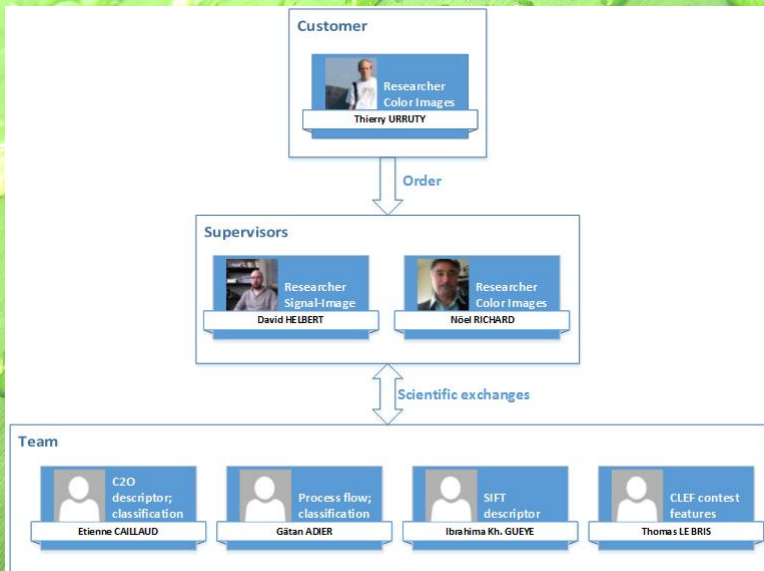 Customer
Researcher
Color Images
Thierry URRUTY
Order
Supervisors
Researcher
Signal-Image
David HELBERT
Researcher
Color Images
Nöel RICHARD
Scientific exchanges
Team
C2O
descriptor;
classification
Etienne CAILLAUD
Process flow;
classification
Gätan ADIER
SIFT
descriptor
Ibrahima Kh. GUEYE
CLEF contest
features
Thomas LE BRIS